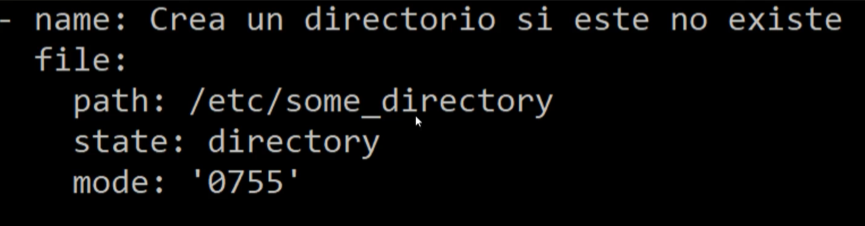 - name: Crea un directorio si este no existe
file:
path: /etc/some_directory
state: directory
mode: '0755'